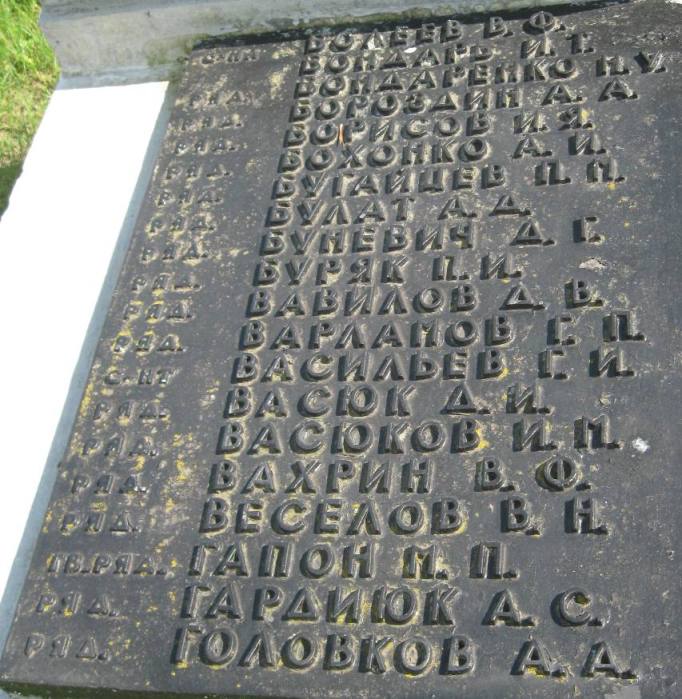 С-НТ БОЛЕЕВ В. Ф.
БОНДАРЬ И. Т.
РЯД. БОНДАРЕНКО Н. У.
РЯД. БОРОЗДИН А. А.
РЯД. БОРИСОВ И. Я.
РЯД. БОХОНКО А. И.
РЯД. БУГАЙЦЕВ П. П.
РЯД. БУЛАТ А. Д.
РЯД. БУНЕВИЧ Д. Г.
РЯД. БУРЯК П. И.
РЯД. ВАВИЛОВ Д. В.
РЯД. ВАРЛАМОВ Г. П.
С-НТ ВАСИЛЬЕВ Г. И.
РЯД. ВАСЮК Д. И.
РЯД. ВАСЮКОВ И. М.
РЯД. ВАХРИН В. Ф.
РЯД. ВЕСЕЛОВ В. Н.
ГВ. РЯД. ГАПОН М. П.
РЯД. ГАРДИЮК А. С.
РЯД. ГОЛОВКОВ А. А.